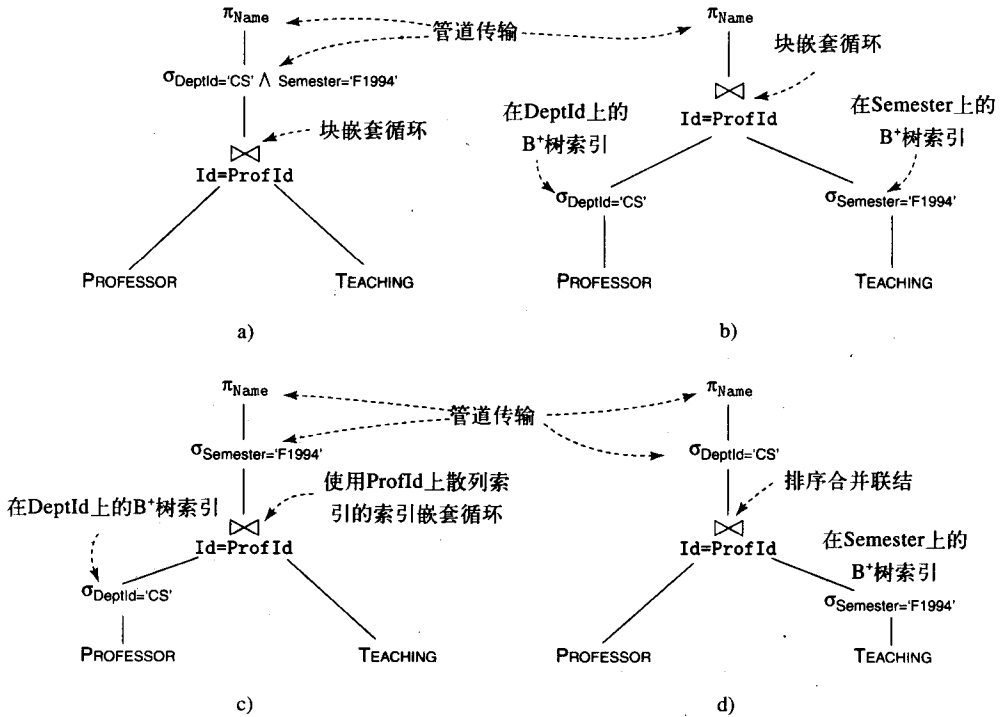 πName
管道传输
πName
σDeptId='CS' ∧ Semester='F1994'
块嵌套循环
⋈
Id=ProfId
PROFESSOR
TEACHING
a)
块嵌套循环
⋈
Id=ProfId
在DeptId上的
B⁺树索引
在Semester上的
B⁺树索引
σDeptId='CS'
σSemester='F1994'
PROFESSOR
TEACHING
b)
πName
管道传输
πName
σSemester='F1994'
使用ProfId上散列索
引的索引嵌套循环
在DeptId上的B⁺树索引
⋈
Id=ProfId
σDeptId='CS'
PROFESSOR
TEACHING
c)
σDeptId='CS'
排序合并联结
⋈
Id=ProfId
在Semester上的
B⁺树索引
σSemester='F1994'
PROFESSOR
TEACHING
d)